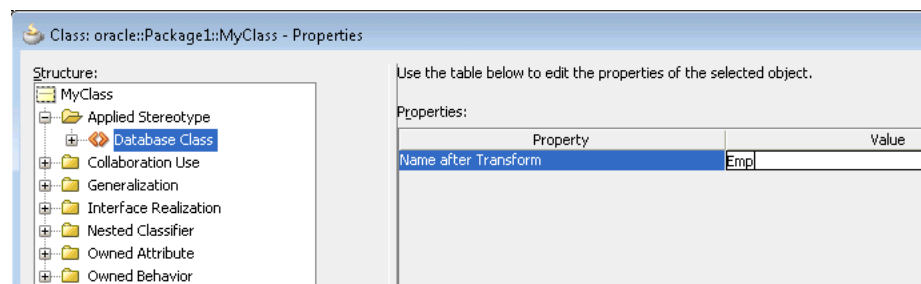 Class: oracle::Package1::MyClass - Properties
Structure:
MyClass
Applied Stereotype
Database Class
Collaboration Use
Generalization
Interface Realization
Nested Classifier
Owned Attribute
Owned Behavior
Use the table below to edit the properties of the selected object.
Properties:
Property Value
Name after Transform Emp